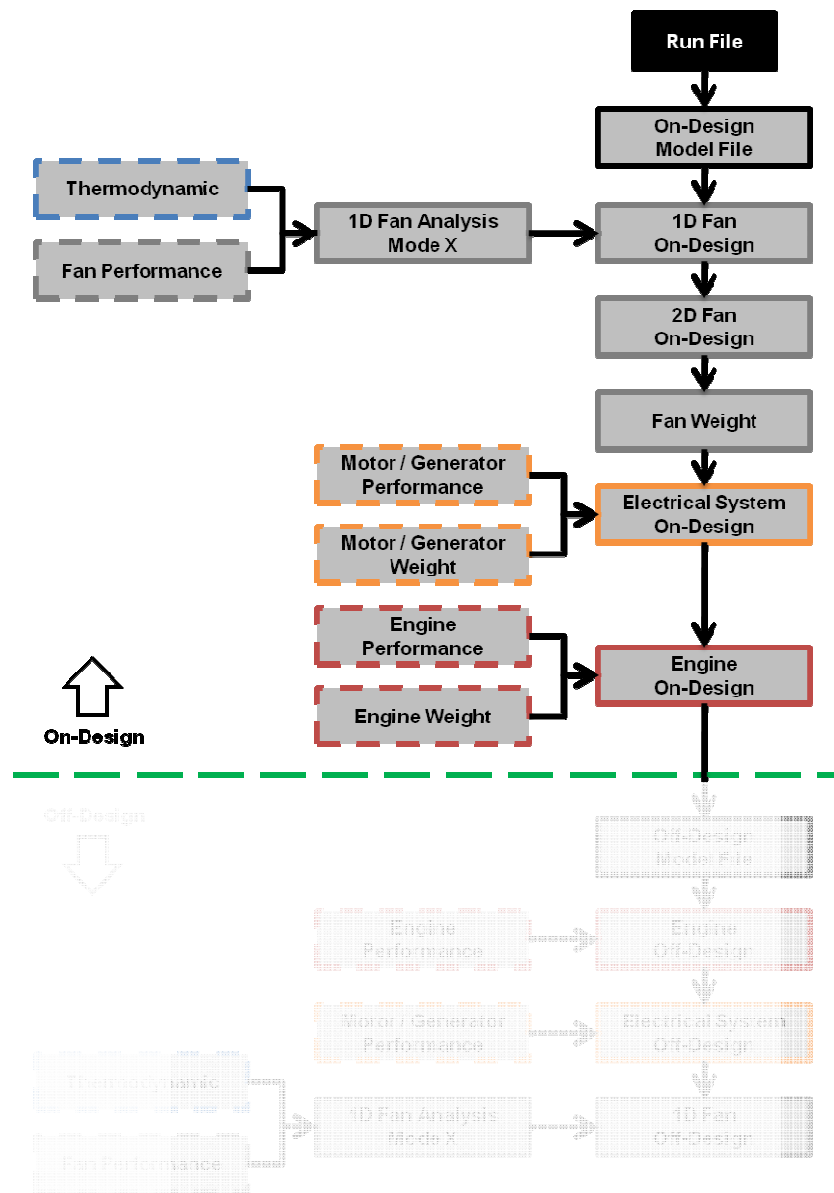 Run File
On-Design
Model File
Thermodynamic
1D Fan Analysis
Mode X
1D Fan
On-Design
Fan Performance
2D Fan
On-Design
Fan Weight
Motor / Generator
Performance
Electrical System
On-Design
Motor / Generator
Weight
Engine
Performance
Engine
On-Design
Engine Weight
On-Design
Off-Design
Off-Design
Model File
Engine
Performance
Engine
Off-Design
Motor / Generator
Performance
Electrical System
Off-Design
Thermodynamic
1D Fan Analysis
Mode X
1D Fan
Off-Design
Fan Performance